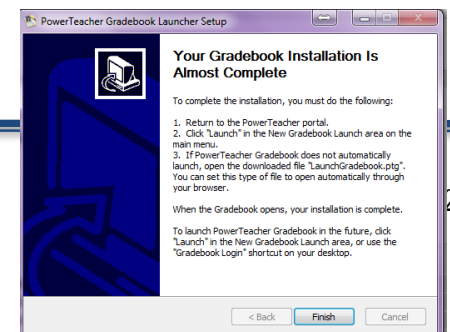 PowerTeacher Gradebook Launcher Setup
Your Gradebook Installation Is
Almost Complete
To complete the installation, you must do the following:
1. Return to the PowerTeacher portal.
2. Click "Launch" in the New Gradebook Launch area on the
main menu.
3. If PowerTeacher Gradebook does not automatically
launch, open the downloaded file "LaunchGradebook.ptg".
You can set this type of file to open automatically through
your browser.
When the Gradebook opens, your installation is complete.
To launch PowerTeacher Gradebook in the future, click
"Launch" in the New Gradebook Launch area, or use the
"Gradebook Login" shortcut on your desktop.
< Back Finish Cancel